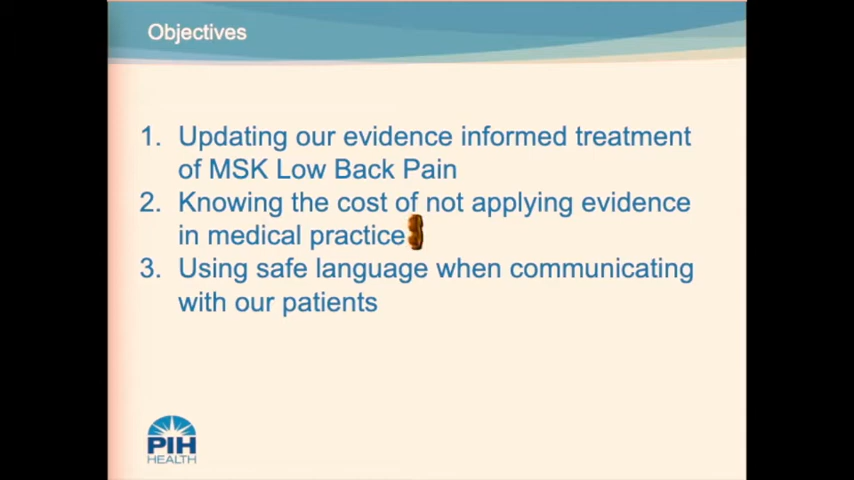 Objectives
1. Updating our evidence informed treatment
of MSK Low Back Pain
2. Knowing the cost of not applying evidence
in medical practice
3. Using safe language when communicating
with our patients
PIH
HEALTH